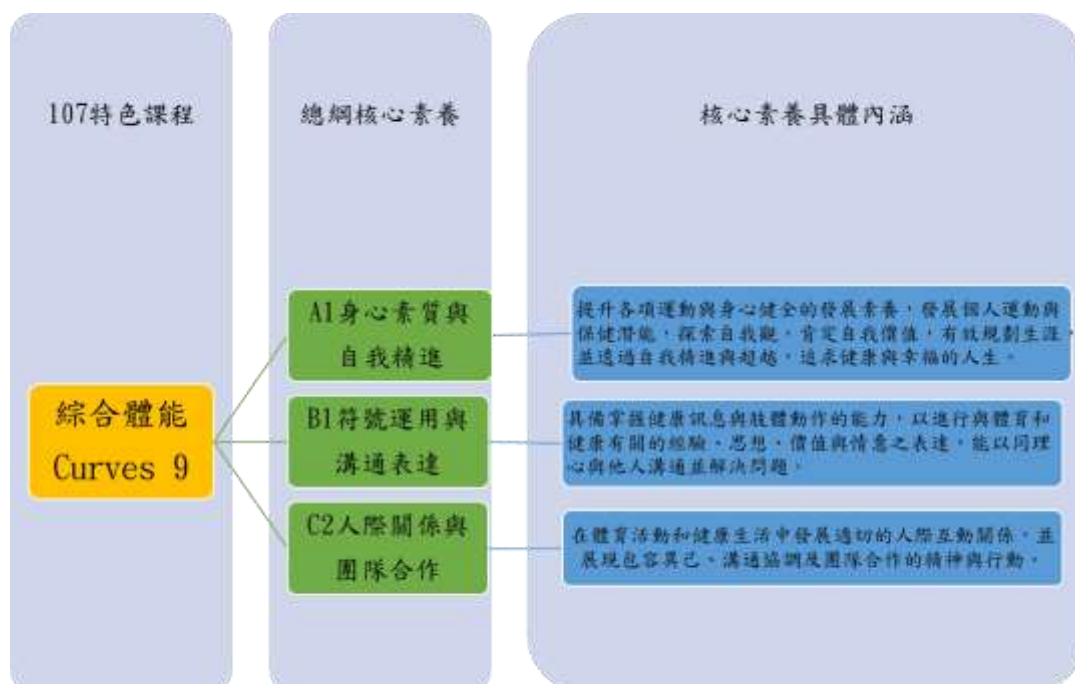 107特色課程
總綱核心素養
核心素養具體內涵
綜合體能
Curves 9
A1身心素質與
自我精進
提升各項運動與身心健全的發展素養，發展個人運動與
保健潛能，探索自我觀，肯定自我價值，有效規劃生涯
並透過自我精進與超越，追求健康與幸福的人生。
B1符號運用與
溝通表達
具備掌握健康訊息與肢體動作的能力，以進行與體育和
健康有關的經驗、思想、價值與情意之表達，能以同理
心與他人溝通並解決問題。
C2人際關係與
團隊合作
在體育活動和健康生活中發展適切的人際互動關係，並
展現包容異己、溝通協調及團隊合作的精神與行動。